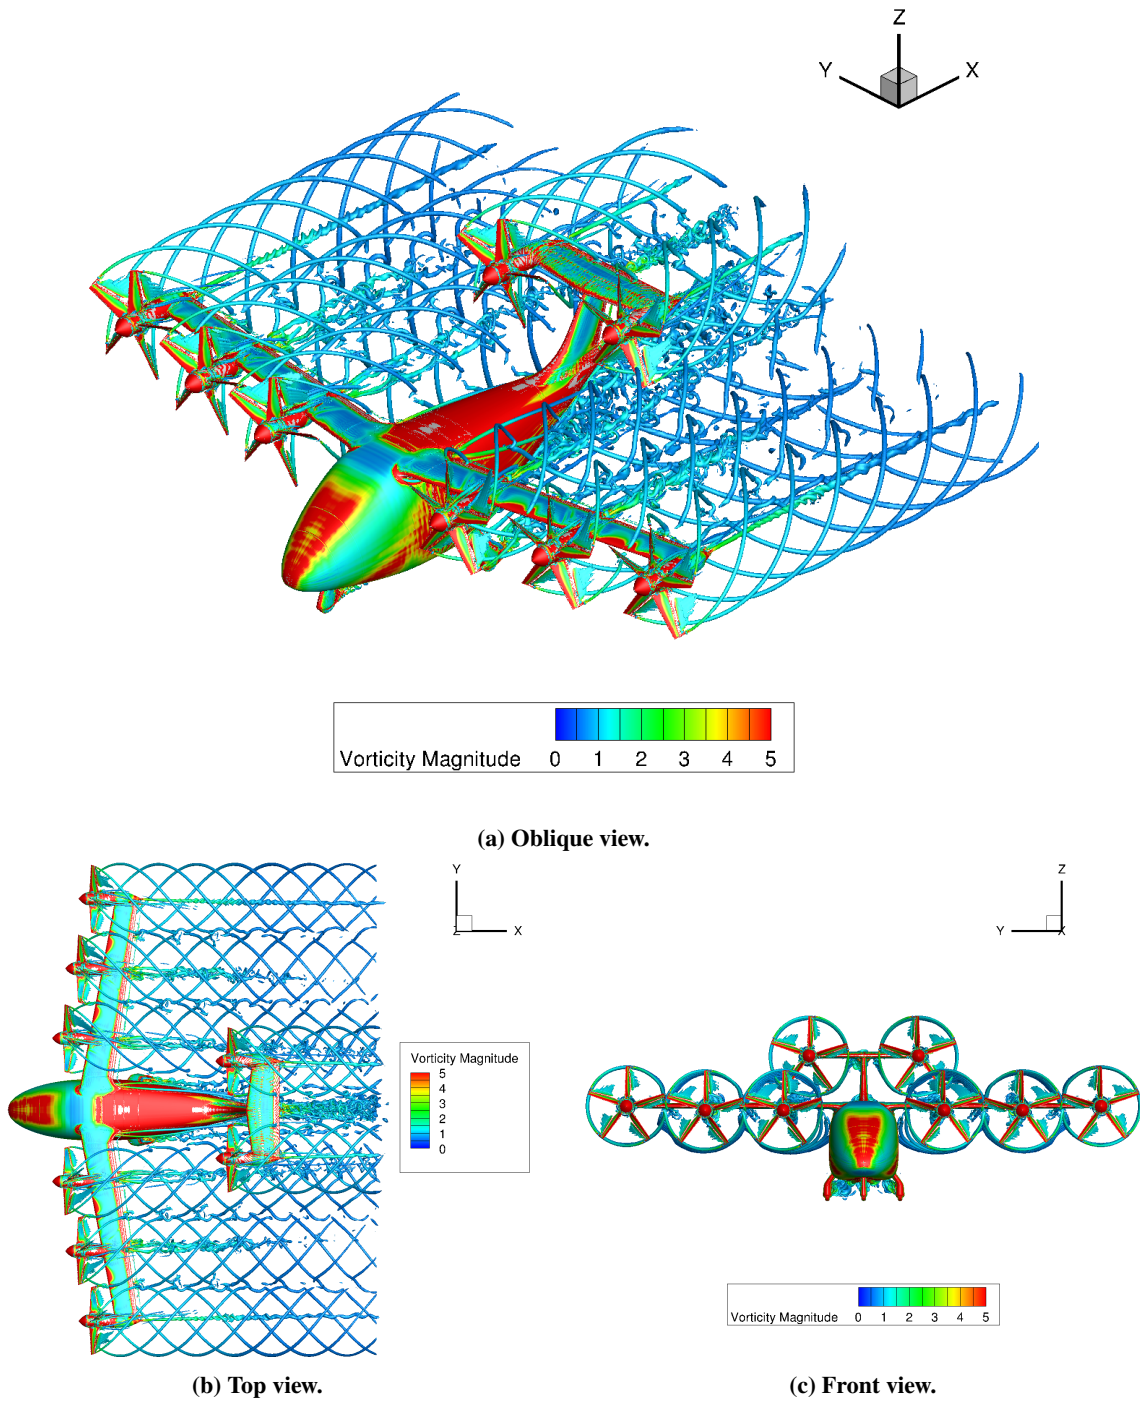 Z
Y X
Vorticity Magnitude 0 1 2 3 4 5
(a) Oblique view.
Y
Z X
Z
Y X
Vorticity Magnitude
5
4
3
2
1
0
Vorticity Magnitude 0 1 2 3 4 5
(b) Top view.
(c) Front view.